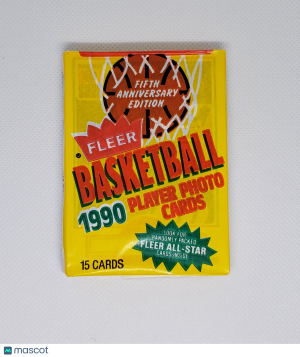 FIFTH
ANNIVERSARY
EDITION
FLEER
BASKETBALL
1990 PLAYER PHOTO
CARDS
LOOK FOR
RANDOMLY PACKED
FLEER ALL-STAR
CARDS INSIDE
15 CARDS
mascot